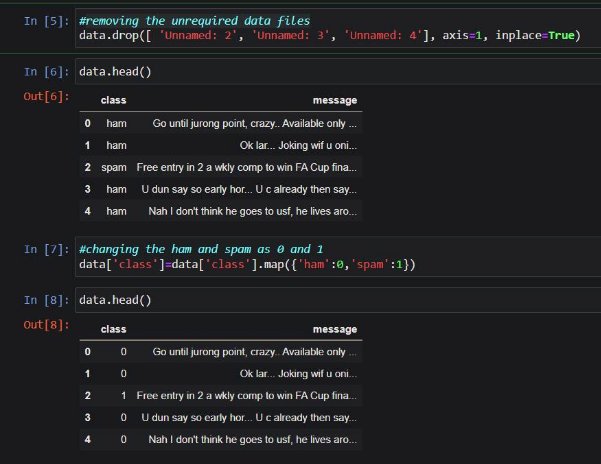 In [5]: #removing the unrequired data files
data.drop([ 'Unnamed: 2', 'Unnamed: 3', 'Unnamed: 4'], axis=1, inplace=True)
In [6]: data.head()
Out[6]:
class message
0 ham Go until jurong point, crazy.. Available only ...
1 ham Ok lar... Joking wif u oni...
2 spam Free entry in 2 a wkly comp to win FA Cup fina...
3 ham U dun say so early hor... U c already then say...
4 ham Nah I don't think he goes to usf, he lives aro...
In [7]: #changing the ham and spam as 0 and 1
data['class']=data['class'].map({'ham':0,'spam':1})
In [8]: data.head()
Out[8]:
class message
0 0 Go until jurong point, crazy.. Available only ...
1 0 Ok lar... Joking wif u oni...
2 1 Free entry in 2 a wkly comp to win FA Cup fina...
3 0 U dun say so early hor... U c already then say...
4 0 Nah I don't think he goes to usf, he lives aro...